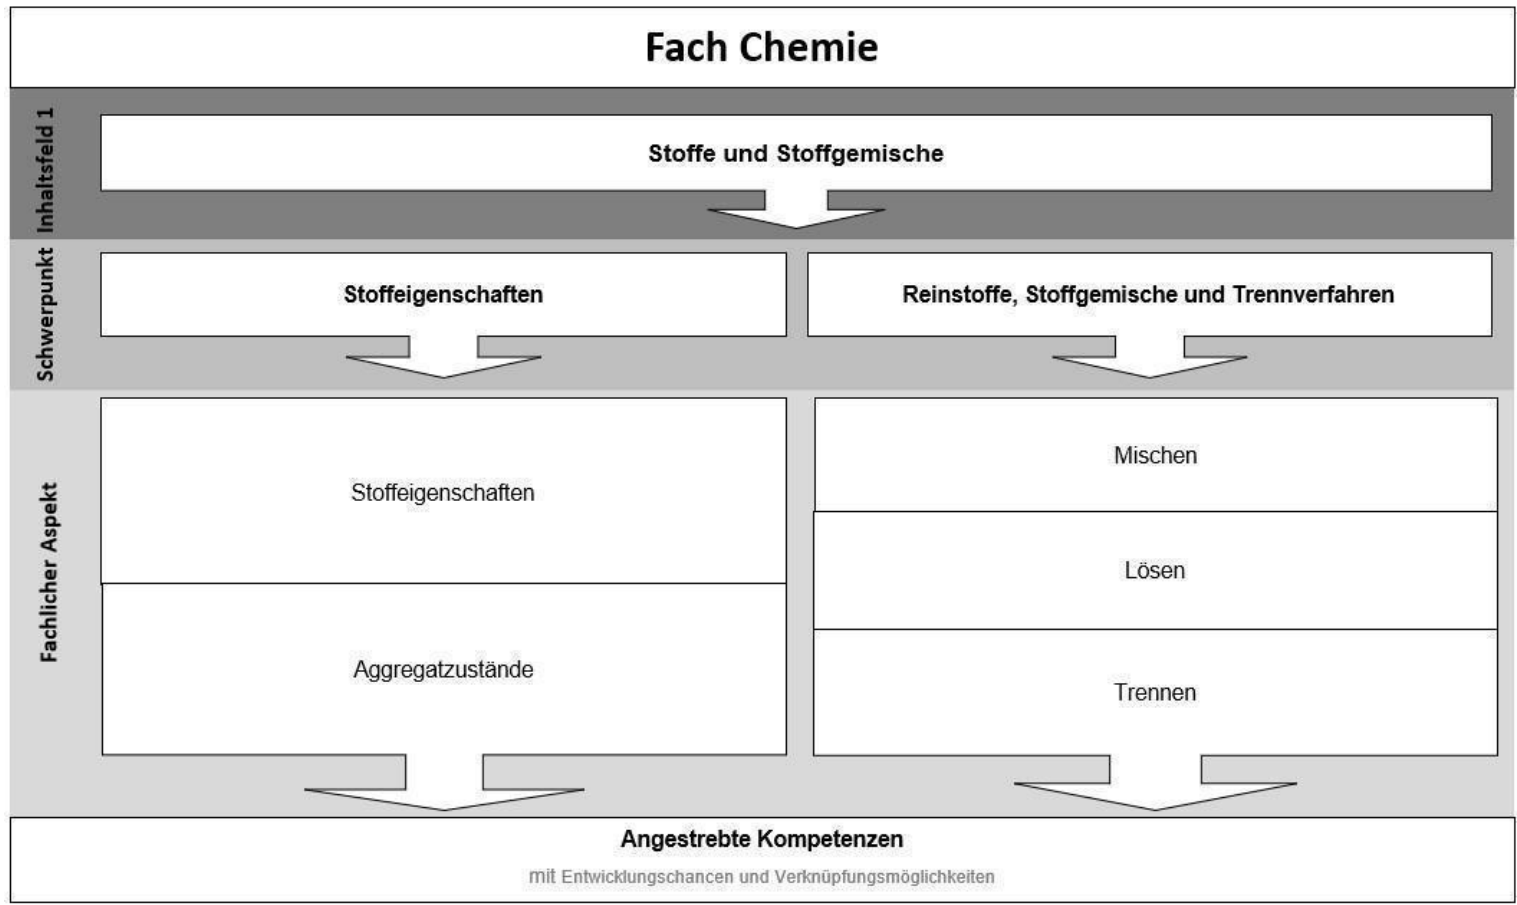 Fach Chemie
Inhaltsfeld 1
Stoffe und Stoffgemische
Schwerpunkt
Stoffeigenschaften
Reinstoffe, Stoffgemische und Trennverfahren
Fachlicher Aspekt
Stoffeigenschaften
Aggregatzustände
Mischen
Lösen
Trennen
Angestrebte Kompetenzen
mit Entwicklungschancen und Verknüpfungsmöglichkeiten